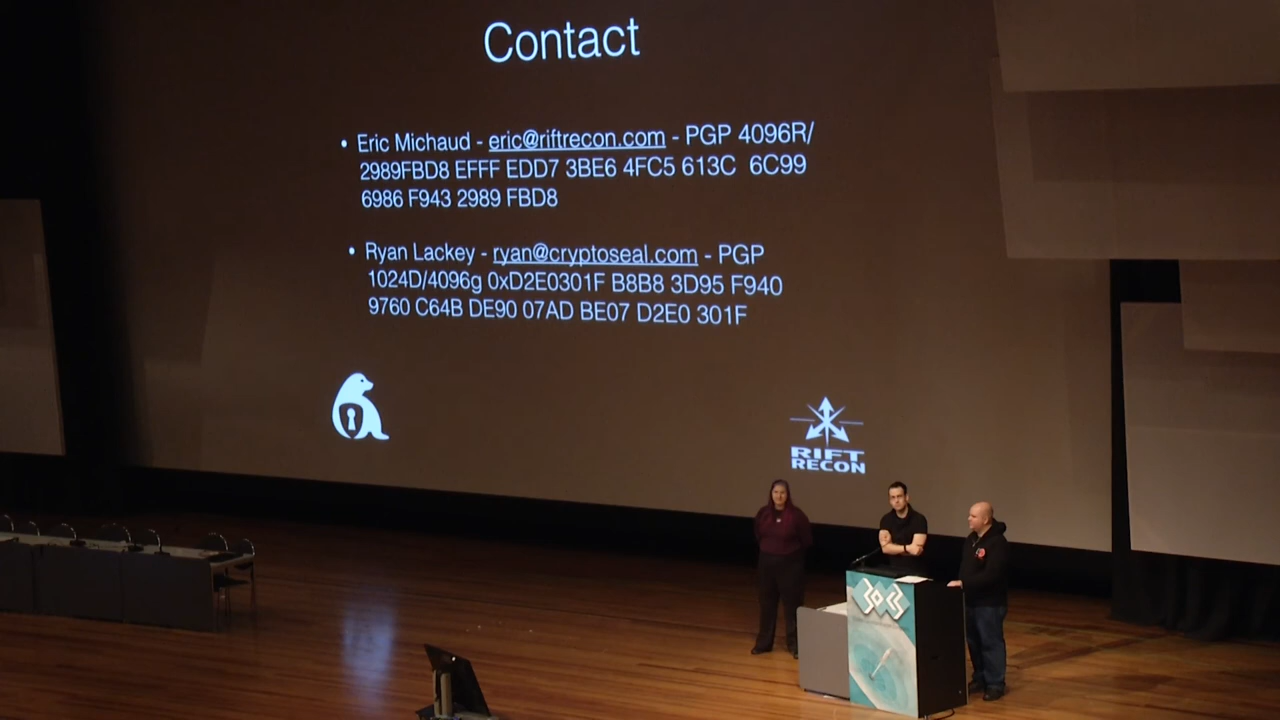 Contact
• Eric Michaud - eric@riftrecon.com - PGP 4096R/
2989FBD8 EFFF EDD7 3BE6 4FC5 613C 6C99
6986 F943 2989 FBD8
• Ryan Lackey - ryan@cryptoseal.com - PGP
1024D/4096g 0xD2E0301F B8B8 3D95 F940
9760 C64B DE90 07AD BE07 D2E0 301F
RIFT
RECON
30C3